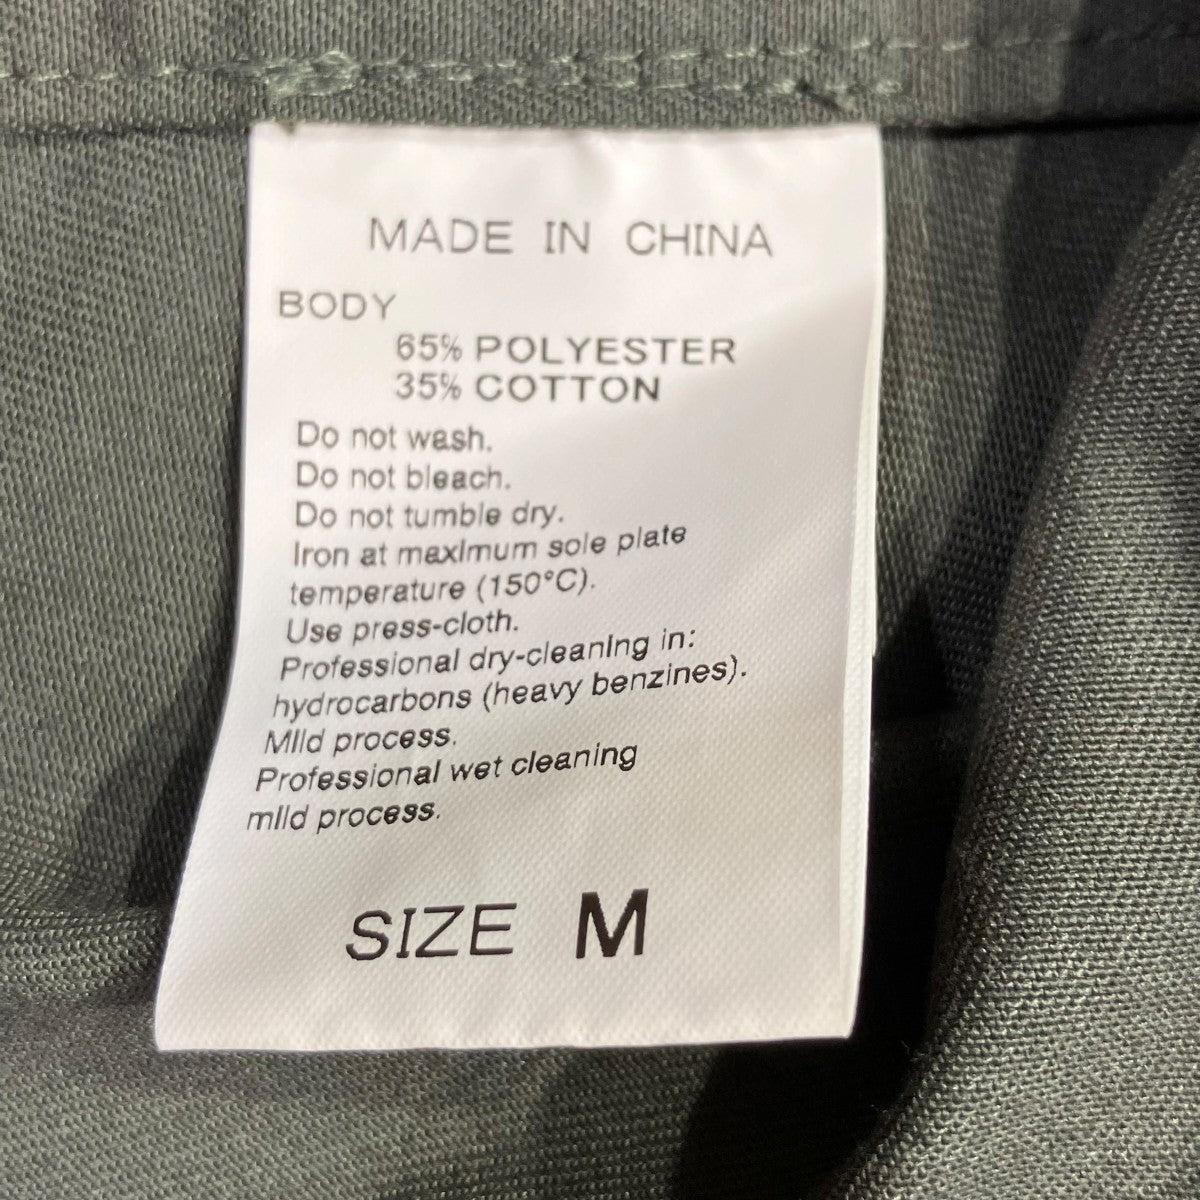 MADE IN CHINA
BODY
65% POLYESTER
35% COTTON
Do not wash.
Do not bleach.
Do not tumble dry.
Iron at maximum sole plate
temperature (150°C).
Use press-cloth.
Professional dry-cleaning in:
hydrocarbons (heavy benzines).
Mild process.
Professional wet cleaning
mild process.
SIZE M